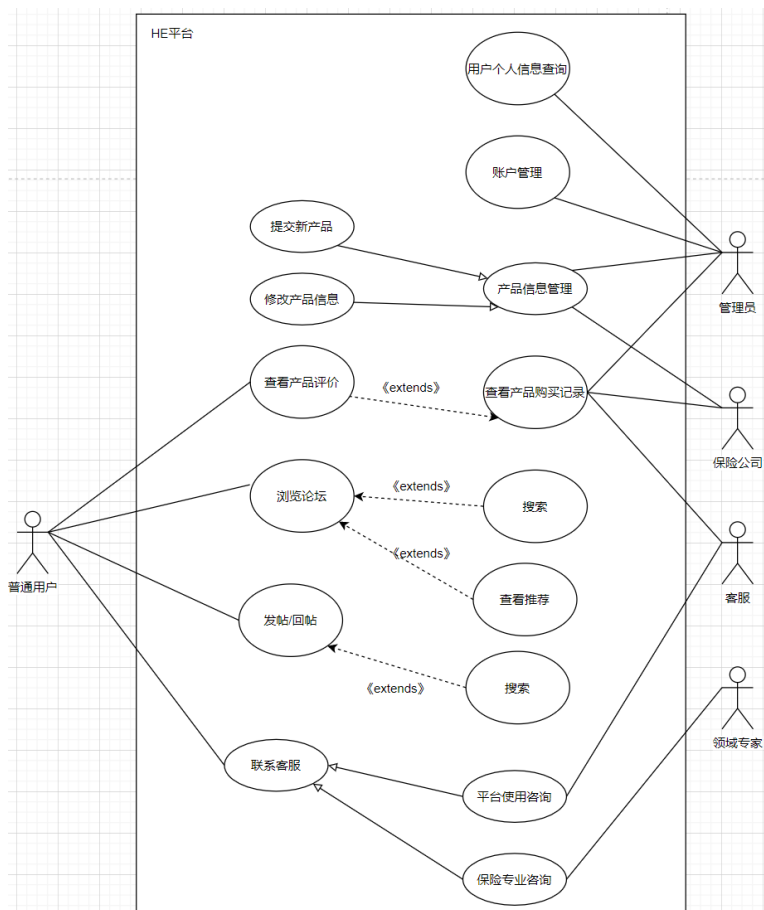 HE平台
用户个人信息查询
账户管理
提交新产品
产品信息管理
管理员
修改产品信息
查看产品评价
《extends》
查看产品购买记录
保险公司
浏览论坛
《extends》
搜索
普通用户
《extends》
查看推荐
客服
发帖/回帖
《extends》
搜索
领域专家
联系客服
平台使用咨询
保险专业咨询